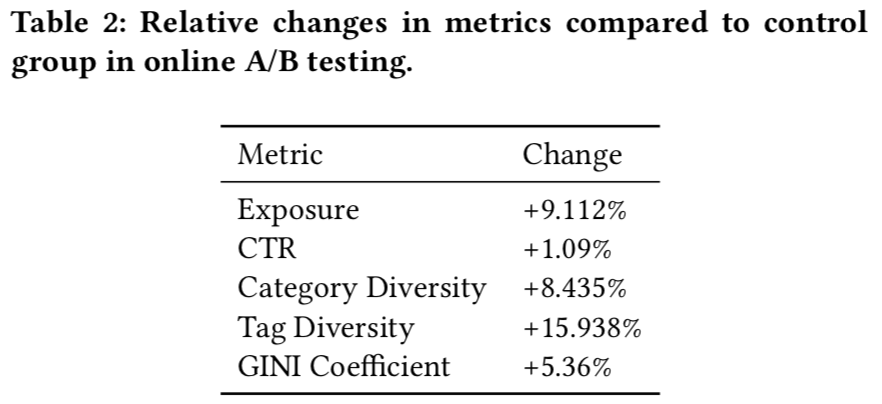 Table 2: Relative changes in metrics compared to control
group in online A/B testing.
Metric Change
Exposure +9.112%
CTR +1.09%
Category Diversity +8.435%
Tag Diversity +15.938%
GINI Coefficient +5.36%